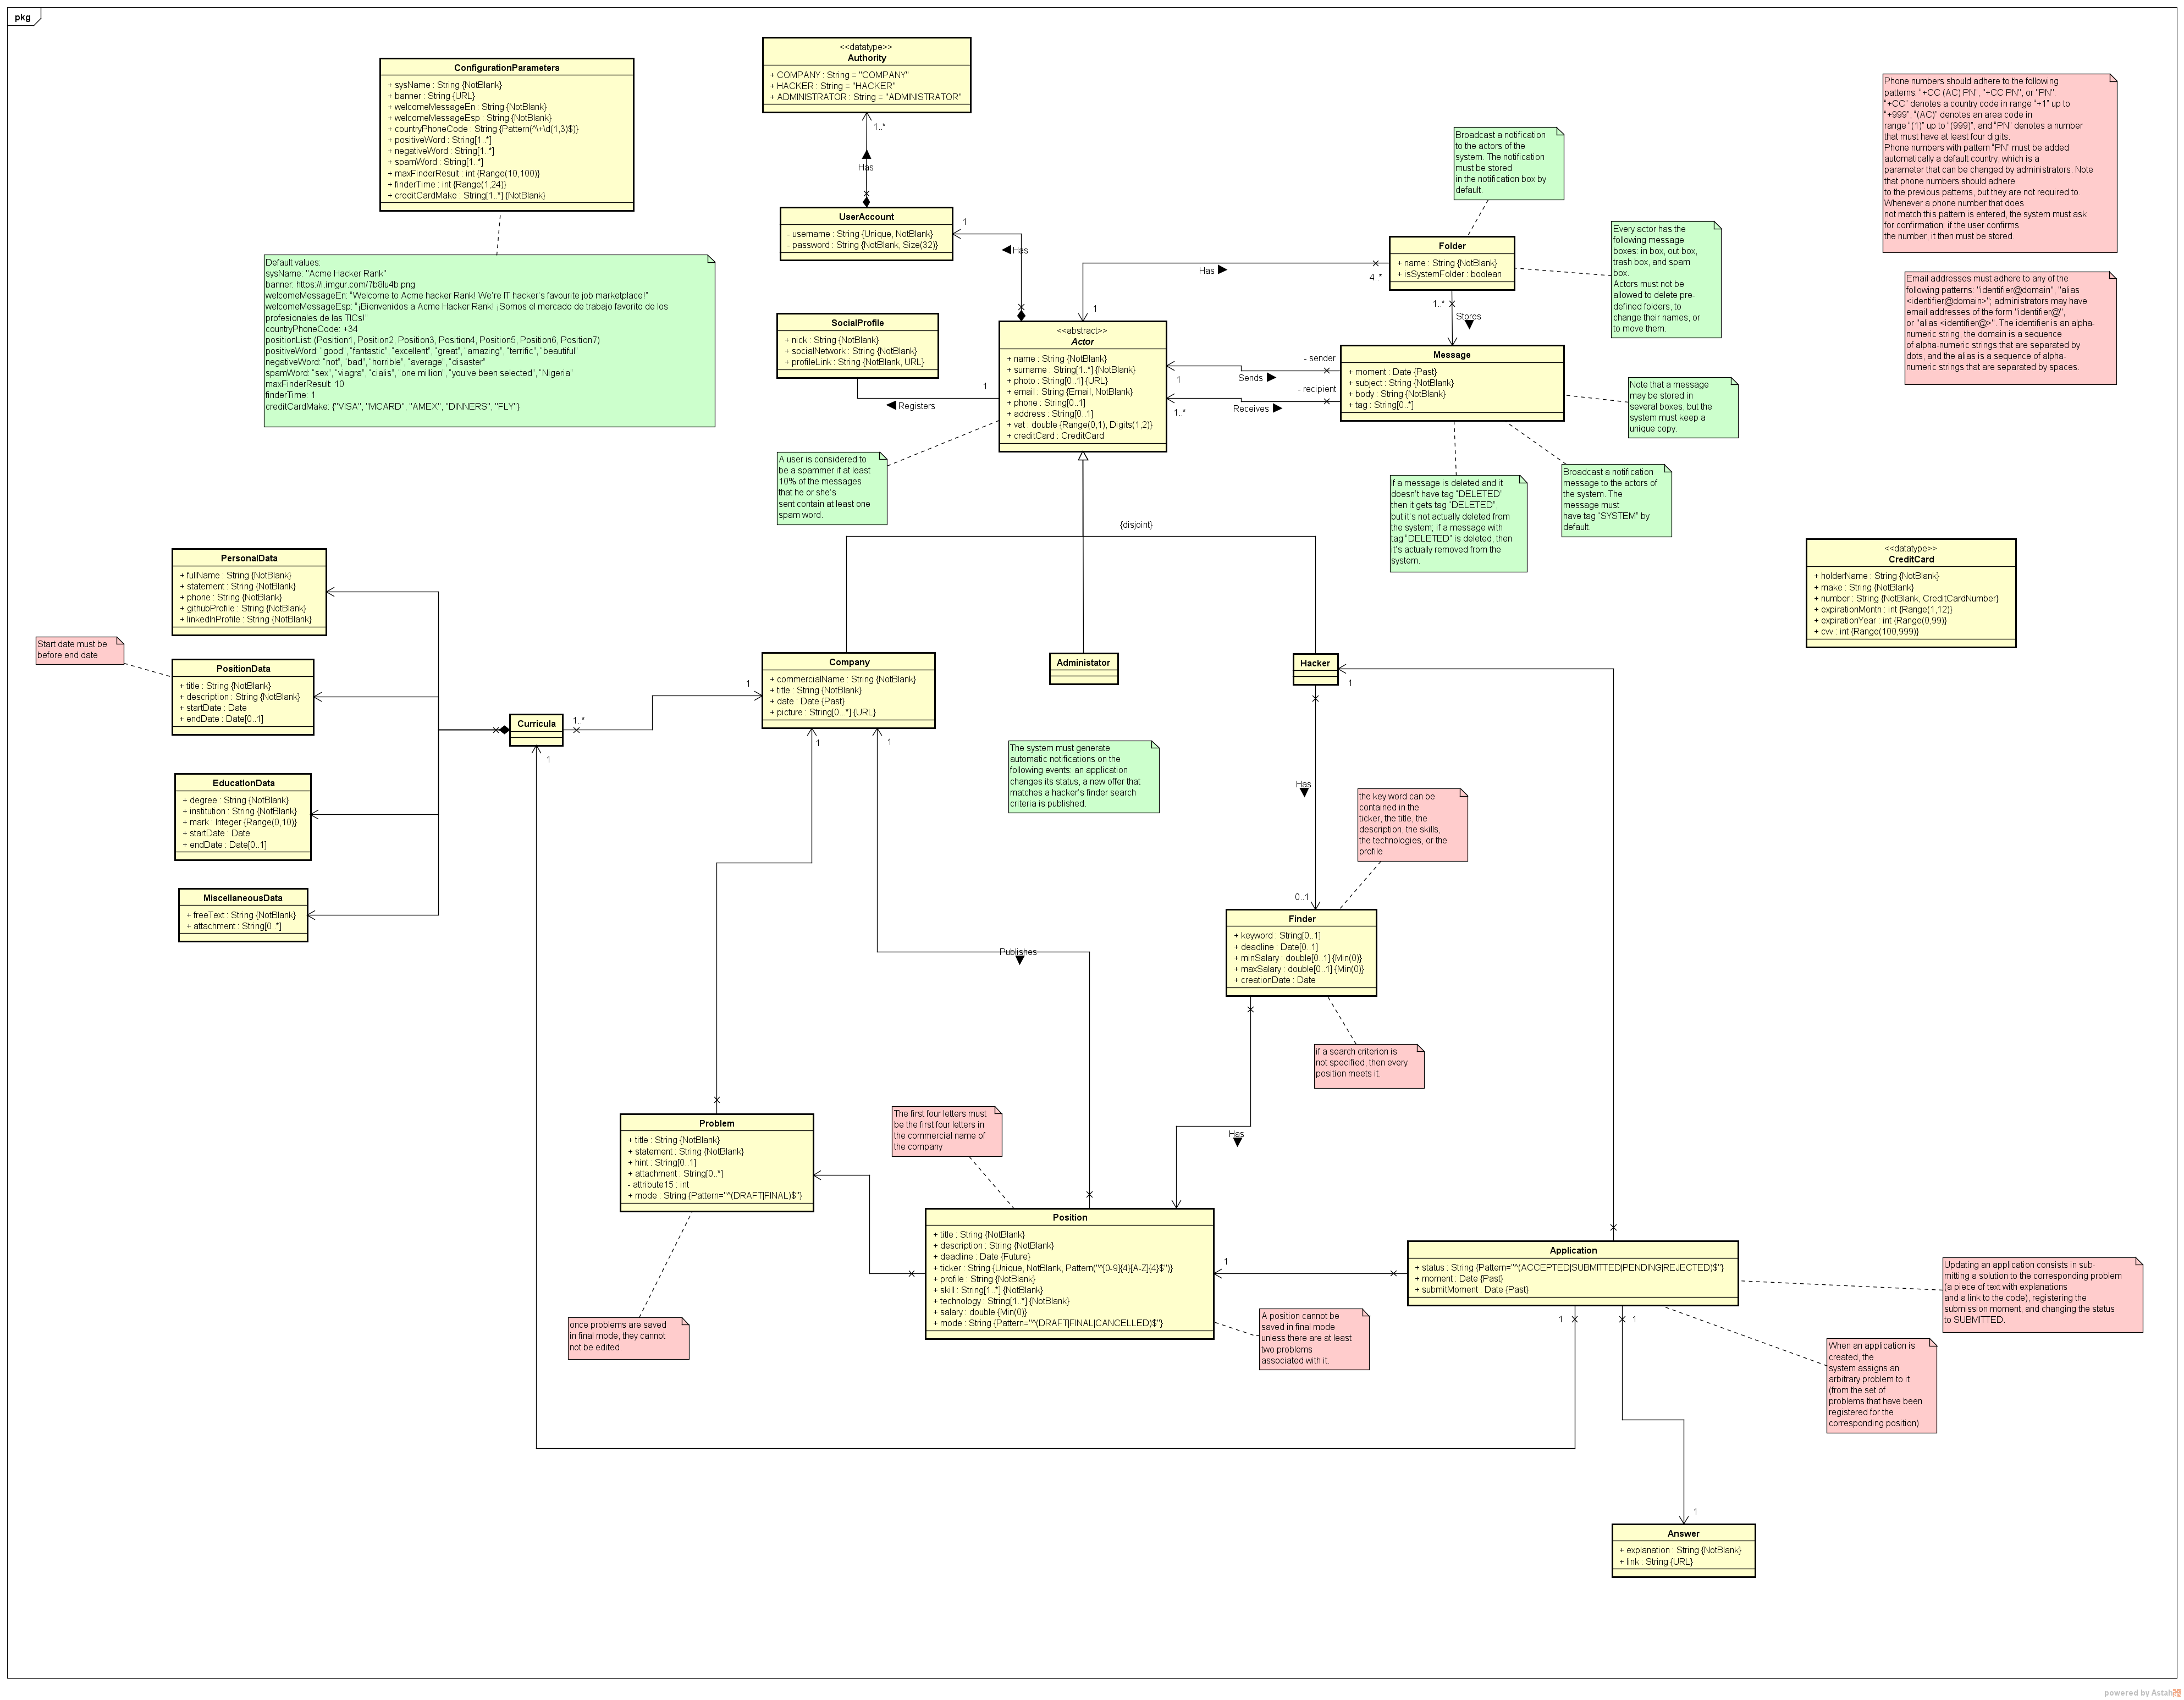 pkg
ConfigurationParameters
+ sysName : String {NotBlank}
+ banner : String {URL}
+ welcomeMessageEn : String {NotBlank}
+ welcomeMessageEsp : String {NotBlank}
+ countryPhoneCode : String {Pattern(^\+\d(1,3)$)}
+ positiveWord : String[1..*]
+ negativeWord : String[1..*]
+ spamWord : String[1..*]
+ maxFinderResult : int {Range(10,100)}
+ finderTime : int {Range(1,24)}
+ creditCardMake : String[1..*] {NotBlank}
Default values:
sysName: "Acme Hacker Rank"
banner: https://i.imgur.com/7b8lu4b.png
welcomeMessageEn: "Welcome to Acme hacker Rank! We're IT hacker's favourite job marketplace!"
welcomeMessageEsp: "¡Bienvenidos a Acme Hacker Rank! ¡Somos el mercado de trabajo favorito de los
profesionales de las TICs!"
countryPhoneCode: +34
positionList: (Position1, Position2, Position3, Position4, Position5, Position6, Position7)
positiveWord: "good", "fantastic", "excellent", "great", "amazing", "terrific", "beautiful"
negativeWord: "not", "bad", "horrible", "average", "disaster"
spamWord: "sex", "viagra", "cialis", "one million", "you've been selected", "Nigeria"
maxFinderResult: 10
finderTime: 1
creditCardMake: {"VISA", "MCARD", "AMEX", "DINNERS", "FLY"}
<<datatype>>
Authority
+ COMPANY : String = "COMPANY"
+ HACKER : String = "HACKER"
+ ADMINISTRATOR : String = "ADMINISTRATOR"
1..*
Has
UserAccount
- username : String {Unique, NotBlank}
- password : String {NotBlank, Size(32)}
1
Has
SocialProfile
+ nick : String {NotBlank}
+ socialNetwork : String {NotBlank}
+ profileLink : String {NotBlank, URL}
1
Registers
<<abstract>>
Actor
+ name : String {NotBlank}
+ surname : String[1..*] {NotBlank}
+ photo : String[0..1] {URL}
+ email : String {Email, NotBlank}
+ phone : String[0..1]
+ address : String[0..1]
+ vat : double {Range(0,1), Digits(1,2)}
+ creditCard : CreditCard
A user is considered to
be a spammer if at least
10% of the messages
that he or she's
sent contain at least one
spam word.
Has
4..*
1
Folder
+ name : String {NotBlank}
+ isSystemFolder : boolean
Broadcast a notification
to the actors of the
system. The notification
must be stored
in the notification box by
default.
Every actor has the
following message
boxes: in box, out box,
trash box, and spam
box.
Actors must not be
allowed to delete pre-
defined folders, to
change their names, or
to move them.
1..*
Stores
Message
+ moment : Date {Past}
+ subject : String {NotBlank}
+ body : String {NotBlank}
+ tag : String[0..*]
- sender
1
Sends
- recipient
1..*
Receives
Note that a message
may be stored in
several boxes, but the
system must keep a
unique copy.
If a message is deleted and it
doesn't have tag "DELETED"
then it gets tag "DELETED",
but it's not actually deleted from
the system; if a message with
tag "DELETED" is deleted, then
it's actually removed from the
system.
Broadcast a notification
message to the actors of
the system. The
message must
have tag "SYSTEM" by
default.
Phone numbers should adhere to the following
patterns: "+CC (AC) PN", "+CC PN", or "PN":
"+CC" denotes a country code in range "+1" up to
"+999", "(AC)" denotes an area code in
range "(1)" up to "(999)", and "PN" denotes a number
that must have at least four digits.
Phone numbers with pattern "PN" must be added
automatically a default country, which is a
parameter that can be changed by administrators. Note
that phone numbers should adhere
to the previous patterns, but they are not required to.
Whenever a phone number that does
not match this pattern is entered, the system must ask
for confirmation; if the user confirms
the number, it then must be stored.
Email addresses must adhere to any of the
following patterns: "identifier@domain", "alias
<identifier@domain>"; administrators may have
email addresses of the form "identifier@",
or "alias <identifier@>". The identifier is an alpha-
numeric string, the domain is a sequence
of alpha-numeric strings that are separated by
dots, and the alias is a sequence of alpha-
numeric strings that are separated by spaces.
<<datatype>>
CreditCard
+ holderName : String {NotBlank}
+ make : String {NotBlank}
+ number : String {NotBlank, CreditCardNumber}
+ expirationMonth : int {Range(1,12)}
+ expirationYear : int {Range(0,99)}
+ cvv : int {Range(100,999)}
{disjoint}
PersonalData
+ fullName : String {NotBlank}
+ statement : String {NotBlank}
+ phone : String {NotBlank}
+ githubProfile : String {NotBlank}
+ linkedInProfile : String {NotBlank}
Start date must be
before end date
PositionData
+ title : String {NotBlank}
+ description : String {NotBlank}
+ startDate : Date
+ endDate : Date[0..1]
EducationData
+ degree : String {NotBlank}
+ institution : String {NotBlank}
+ mark : Integer {Range(0,10)}
+ startDate : Date
+ endDate : Date[0..1]
MiscellaneousData
+ freeText : String {NotBlank}
+ attachment : String[0..*]
Curricula
1..*
1
1
Company
+ commercialName : String {NotBlank}
+ title : String {NotBlank}
+ date : Date {Past}
+ picture : String[0...*] {URL}
1
1
Administator
Hacker
1
The system must generate
automatic notifications on the
following events: an application
changes its status, a new offer that
matches a hacker's finder search
criteria is published.
Has
0..1
the key word can be
contained in the
ticker, the title, the
description, the skills,
the technologies, or the
profile
Finder
+ keyword : String[0..1]
+ deadline : Date[0..1]
+ minSalary : double[0..1] {Min(0)}
+ maxSalary : double[0..1] {Min(0)}
+ creationDate : Date
if a search criterion is
not specified, then every
position meets it.
Publishes
Has
Problem
+ title : String {NotBlank}
+ statement : String {NotBlank}
+ hint : String[0..1]
+ attachment : String[0..*]
- attribute15 : int
+ mode : String {Pattern="^(DRAFT|FINAL)$"}
once problems are saved
in final mode, they cannot
not be edited.
The first four letters must
be the first four letters in
the commercial name of
the company
Position
+ title : String {NotBlank}
+ description : String {NotBlank}
+ deadline : Date {Future}
+ ticker : String {Unique, NotBlank, Pattern("^[0-9]{4}[A-Z]{4}$")}
+ profile : String {NotBlank}
+ skill : String[1..*] {NotBlank}
+ technology : String[1..*] {NotBlank}
+ salary : double {Min(0)}
+ mode : String {Pattern="^(DRAFT|FINAL|CANCELLED)$"}
A position cannot be
saved in final mode
unless there are at least
two problems
associated with it.
1
Application
+ status : String {Pattern="^(ACCEPTED|SUBMITTED|PENDING|REJECTED)$"}
+ moment : Date {Past}
+ submitMoment : Date {Past}
1
1
Updating an application consists in sub-
mitting a solution to the corresponding problem
(a piece of text with explanations
and a link to the code), registering the
submission moment, and changing the status
to SUBMITTED.
When an application is
created, the
system assigns an
arbitrary problem to it
(from the set of
problems that have been
registered for the
corresponding position)
1
Answer
+ explanation : String {NotBlank}
+ link : String {URL}
powered by Astah